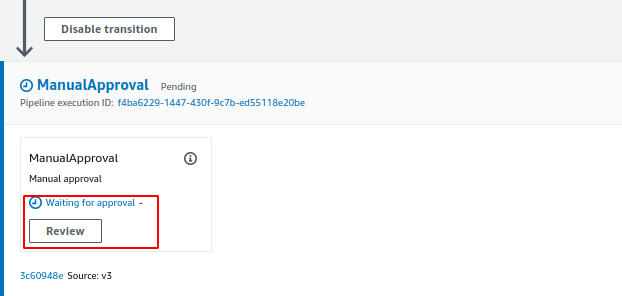 Disable transition
ManualApproval Pending
Pipeline execution ID: f4ba6229-1447-430f-9c7b-ed55118e20be
ManualApproval
Manual approval
Waiting for approval -
Review
3c60948e Source: v3